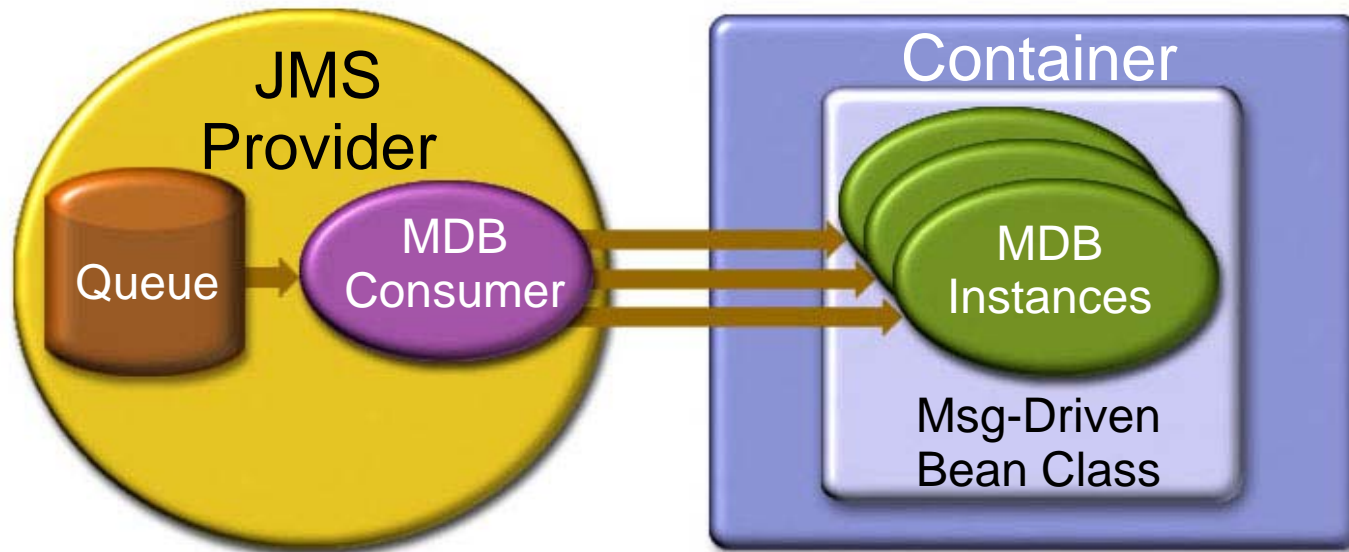 JMS
Provider
Queue
MDB
Consumer
Container
MDB
Instances
Msg-Driven
Bean Class